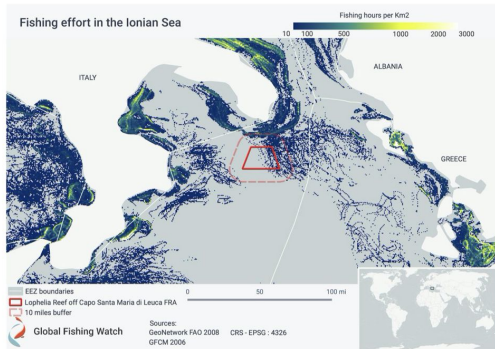 Fishing effort in the Ionian Sea
Fishing hours per Km2
10 100 500 1000 2000 3000
ITALY
ALBANIA
GREECE
EEZ boundaries
Lophelia Reef off Capo Santa Maria di Leuca FRA
10 miles buffer
0 50 100 mi
Global Fishing Watch
Sources:
GeoNetwork FAO 2008 CRS - EPSG : 4326
GFCM 2006